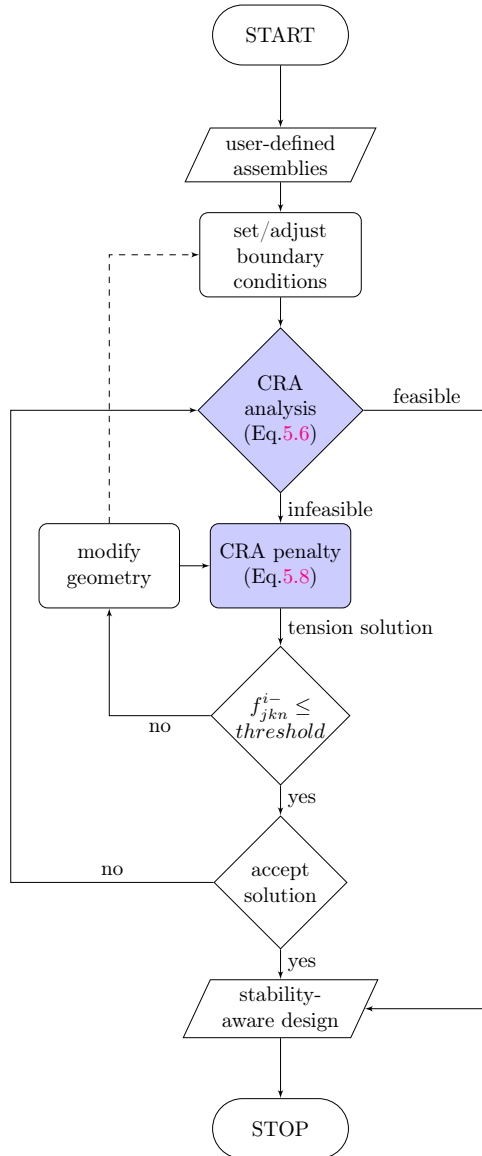 START
user-defined
assemblies
set/adjust
boundary
conditions
CRA
analysis
(Eq.5.6)
feasible
infeasible
modify
geometry
CRA penalty
(Eq.5.8)
tension solution
f_{jkn}^{i-} ≤
threshold
no
yes
accept
solution
no
yes
stability-
aware design
STOP